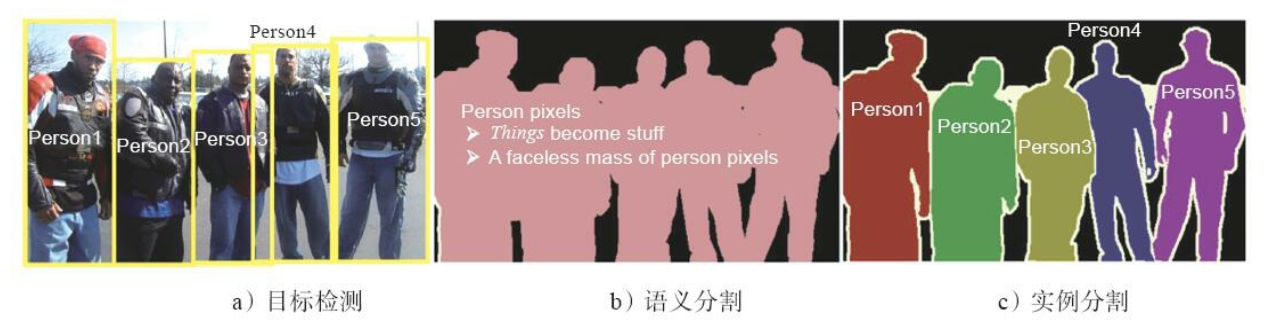 Person4
Person1
Person2
Person3
Person5
Person pixels
➤ Things become stuff
➤ A faceless mass of person pixels
Person4
Person1
Person2
Person3
Person5
a）目标检测
b）语义分割
c）实例分割